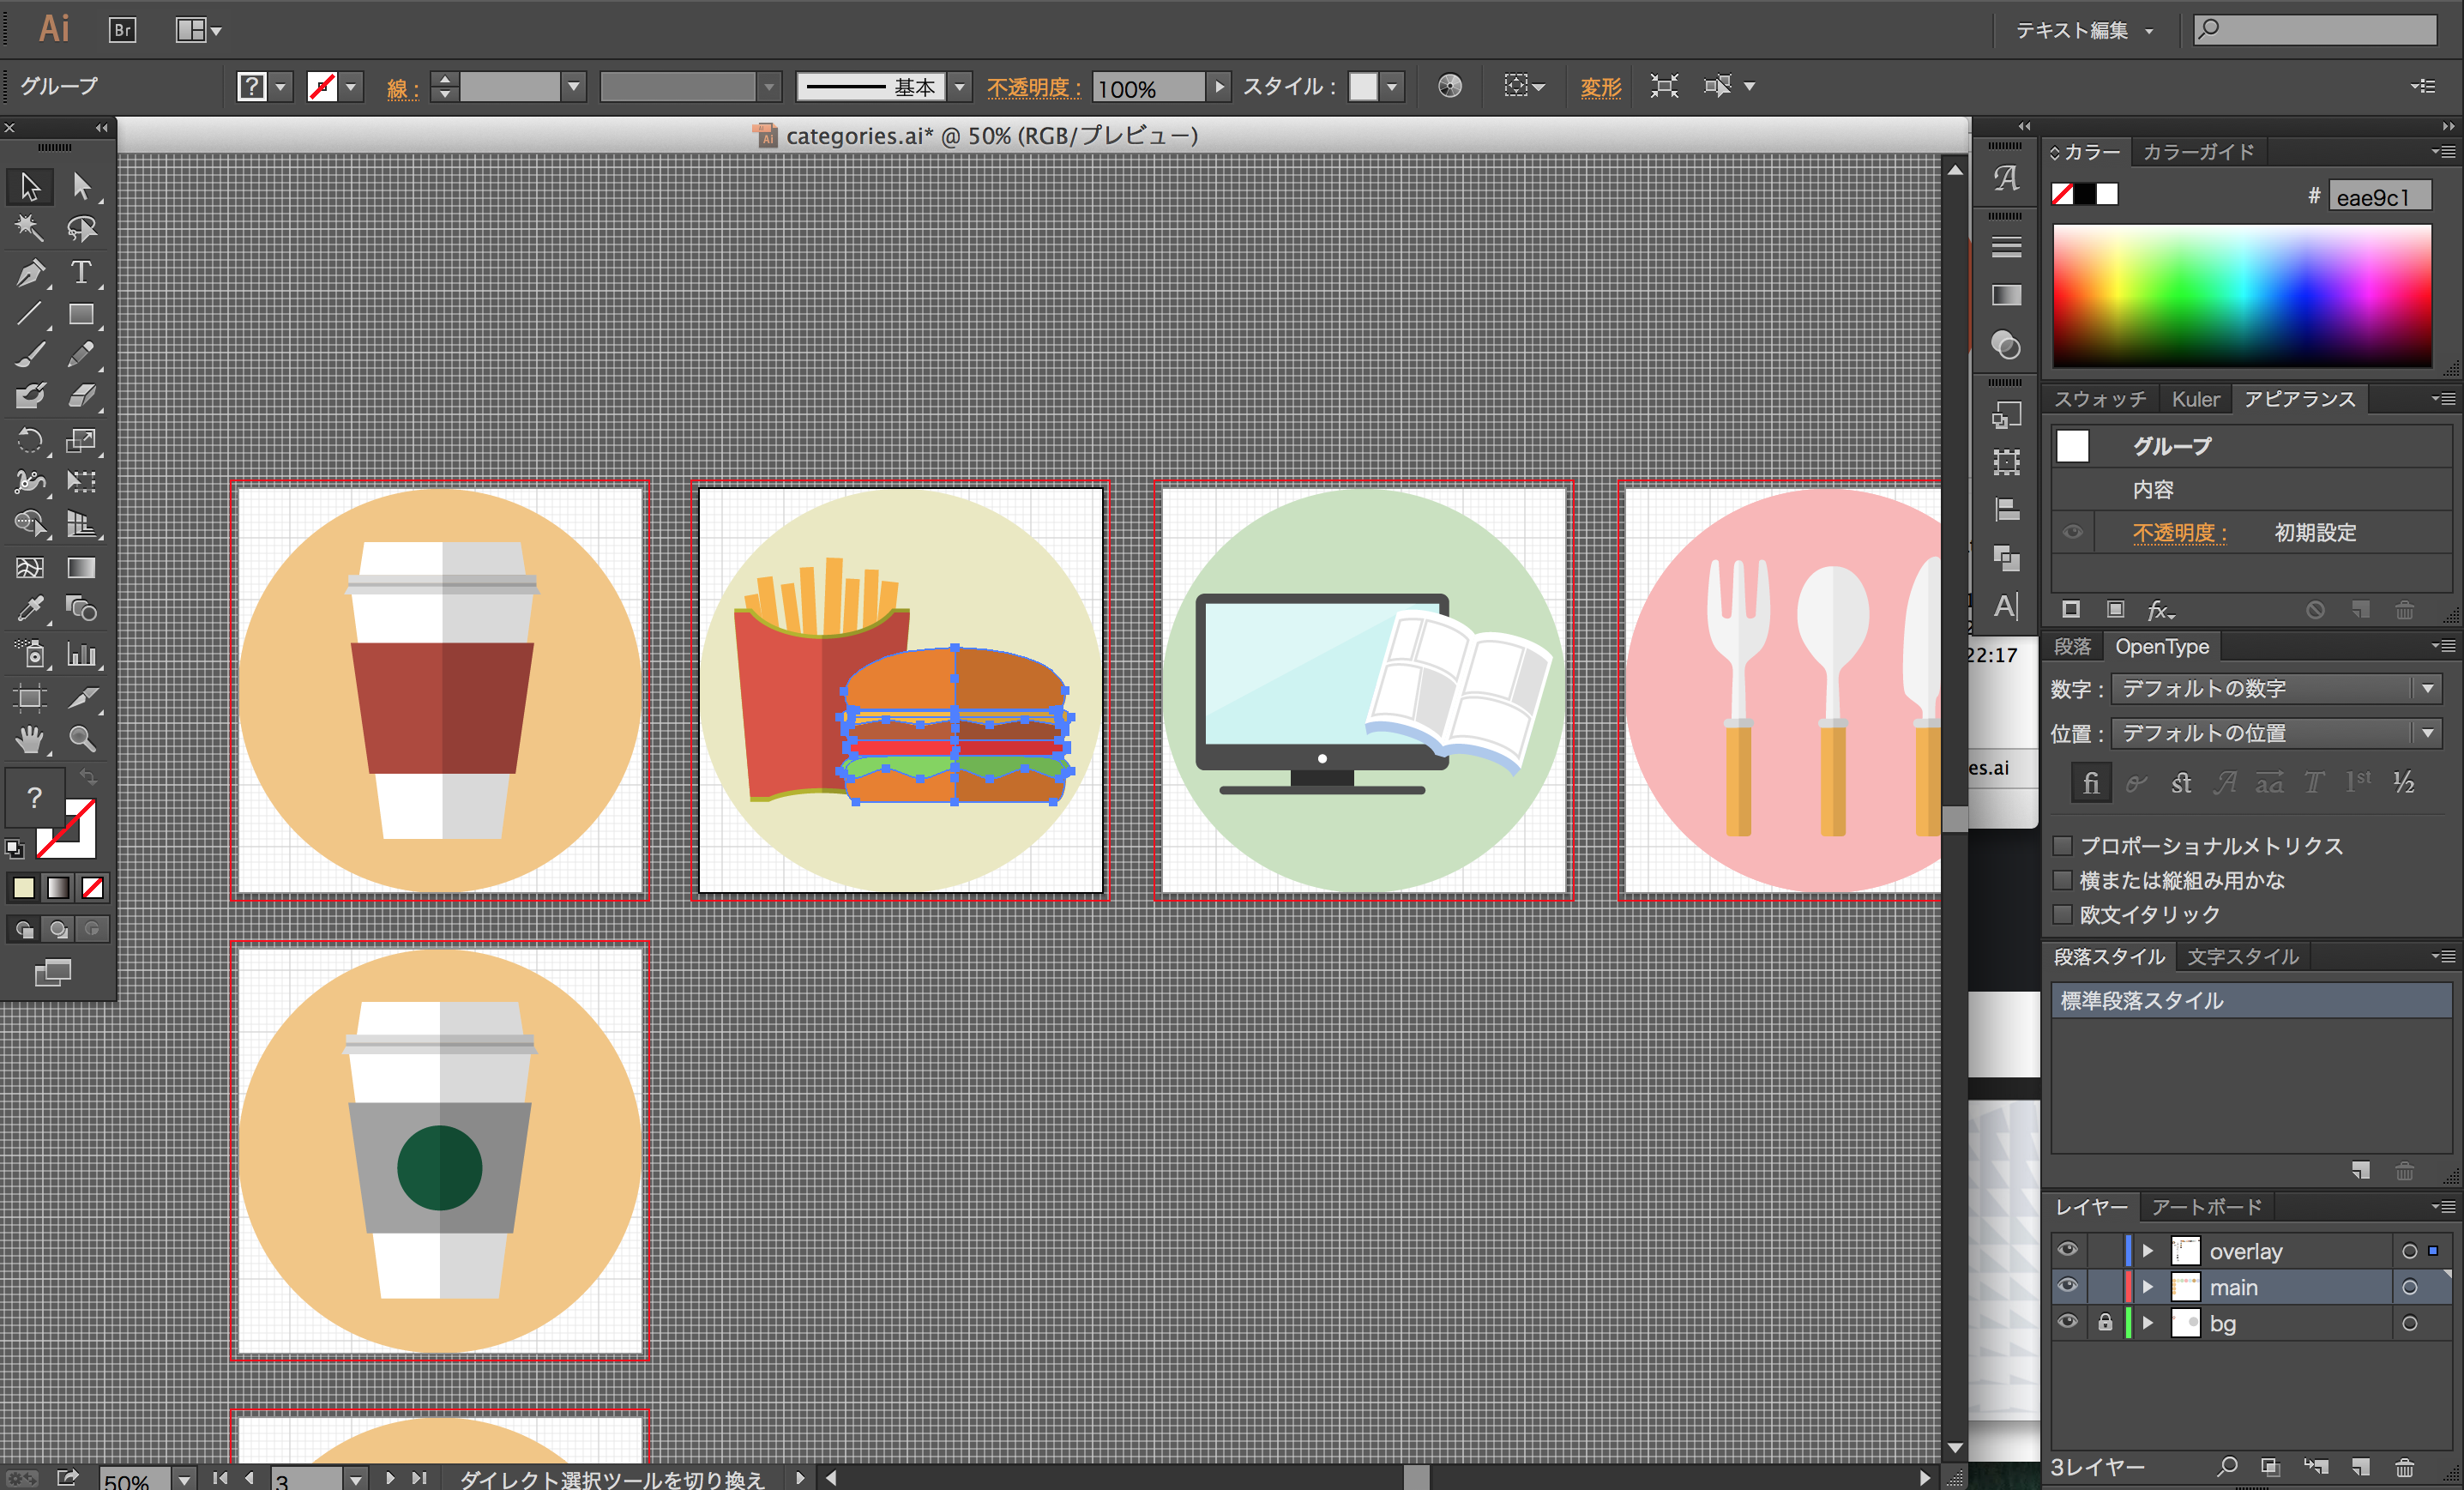 Ai
Br
テキスト編集
グループ
?
線 :
基本
不透明度 :
100%
スタイル :
変形
categories.ai* @ 50% (RGB/プレビュー)
カラー
カラーガイド
#
eae9c1
スウォッチ
Kuler
アピアランス
グループ
内容
不透明度 :
初期設定
fx
段落
OpenType
22:17
数字 :
デフォルトの数字
位置 :
デフォルトの位置
es.ai
fi
st
A
aa
T
1st
½
プロポーショナルメトリクス
横または縦組み用かな
欧文イタリック
段落スタイル
文字スタイル
標準段落スタイル
?
レイヤー
アートボード
overlay
main
bg
3レイヤー
50%
3
ダイレクト選択ツールを切り換え